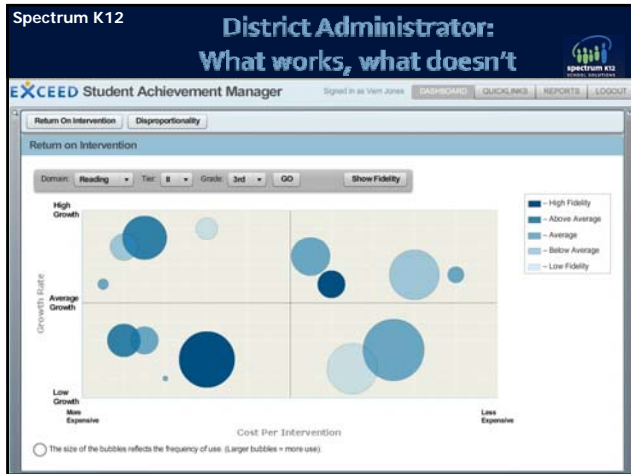 Spectrum K12
District Administrator:
What works, what doesn't
spectrum K12
SCHOOL SOLUTIONS
EXCEED Student Achievement Manager
Signed in as Vern Jones
DASHBOARD
QUICKLINKS
REPORTS
LOGOUT
Return On Intervention
Disproportionality
Return on Intervention
Domain: Reading
Tier: II
Grade: 3rd
GO
Show Fidelity
High
Growth
Growth Rate
Average
Growth
Low
Growth
More
Expensive
Less
Expensive
Cost Per Intervention
– High Fidelity
– Above Average
– Average
– Below Average
– Low Fidelity
The size of the bubbles reflects the frequency of use. (Larger bubbles = more use).